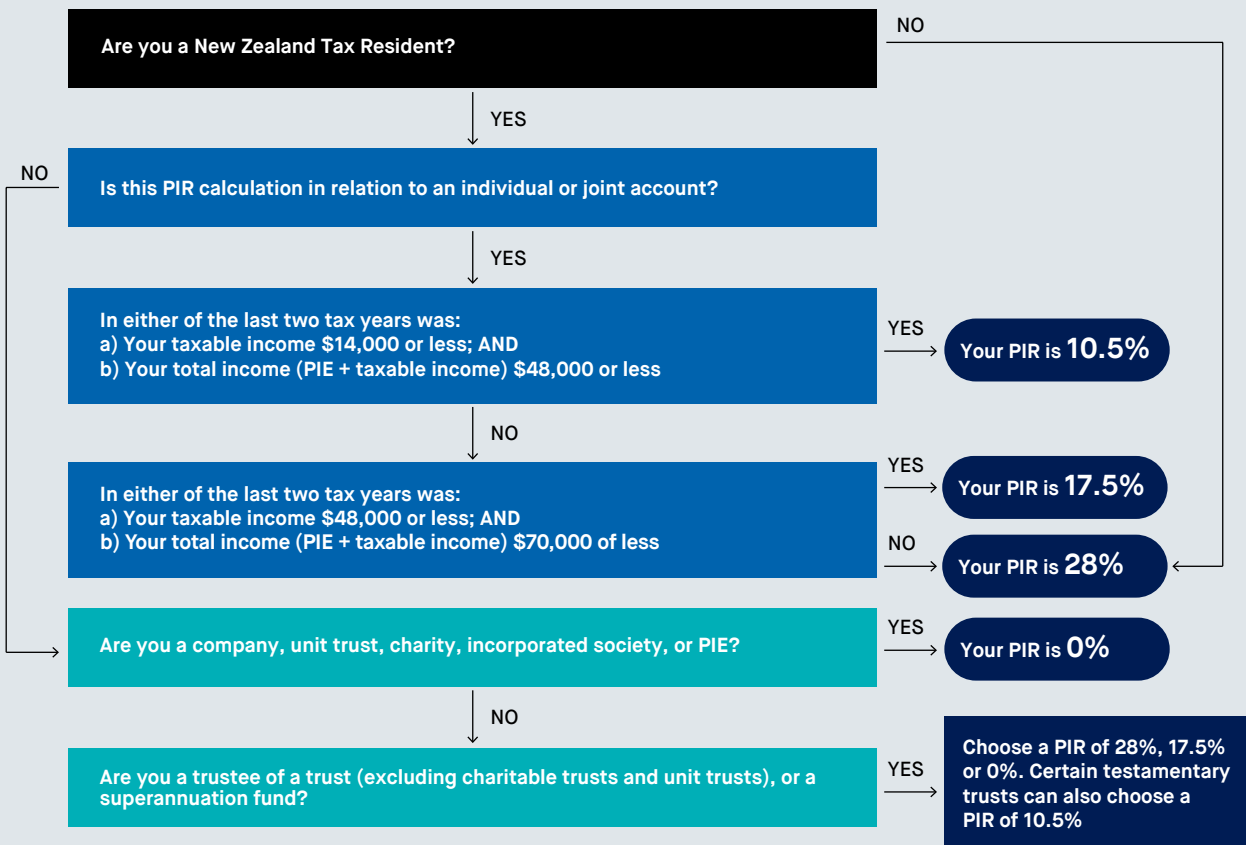 Are you a New Zealand Tax Resident?
NO
YES
NO
Is this PIR calculation in relation to an individual or joint account?
YES
In either of the last two tax years was:
a) Your taxable income $14,000 or less; AND
b) Your total income (PIE + taxable income) $48,000 or less
YES
Your PIR is 10.5%
NO
In either of the last two tax years was:
a) Your taxable income $48,000 or less; AND
b) Your total income (PIE + taxable income) $70,000 of less
YES
Your PIR is 17.5%
NO
Your PIR is 28%
Are you a company, unit trust, charity, incorporated society, or PIE?
YES
Your PIR is 0%
NO
Are you a trustee of a trust (excluding charitable trusts and unit trusts), or a
superannuation fund?
YES
Choose a PIR of 28%, 17.5%
or 0%. Certain testamentary
trusts can also choose a
PIR of 10.5%